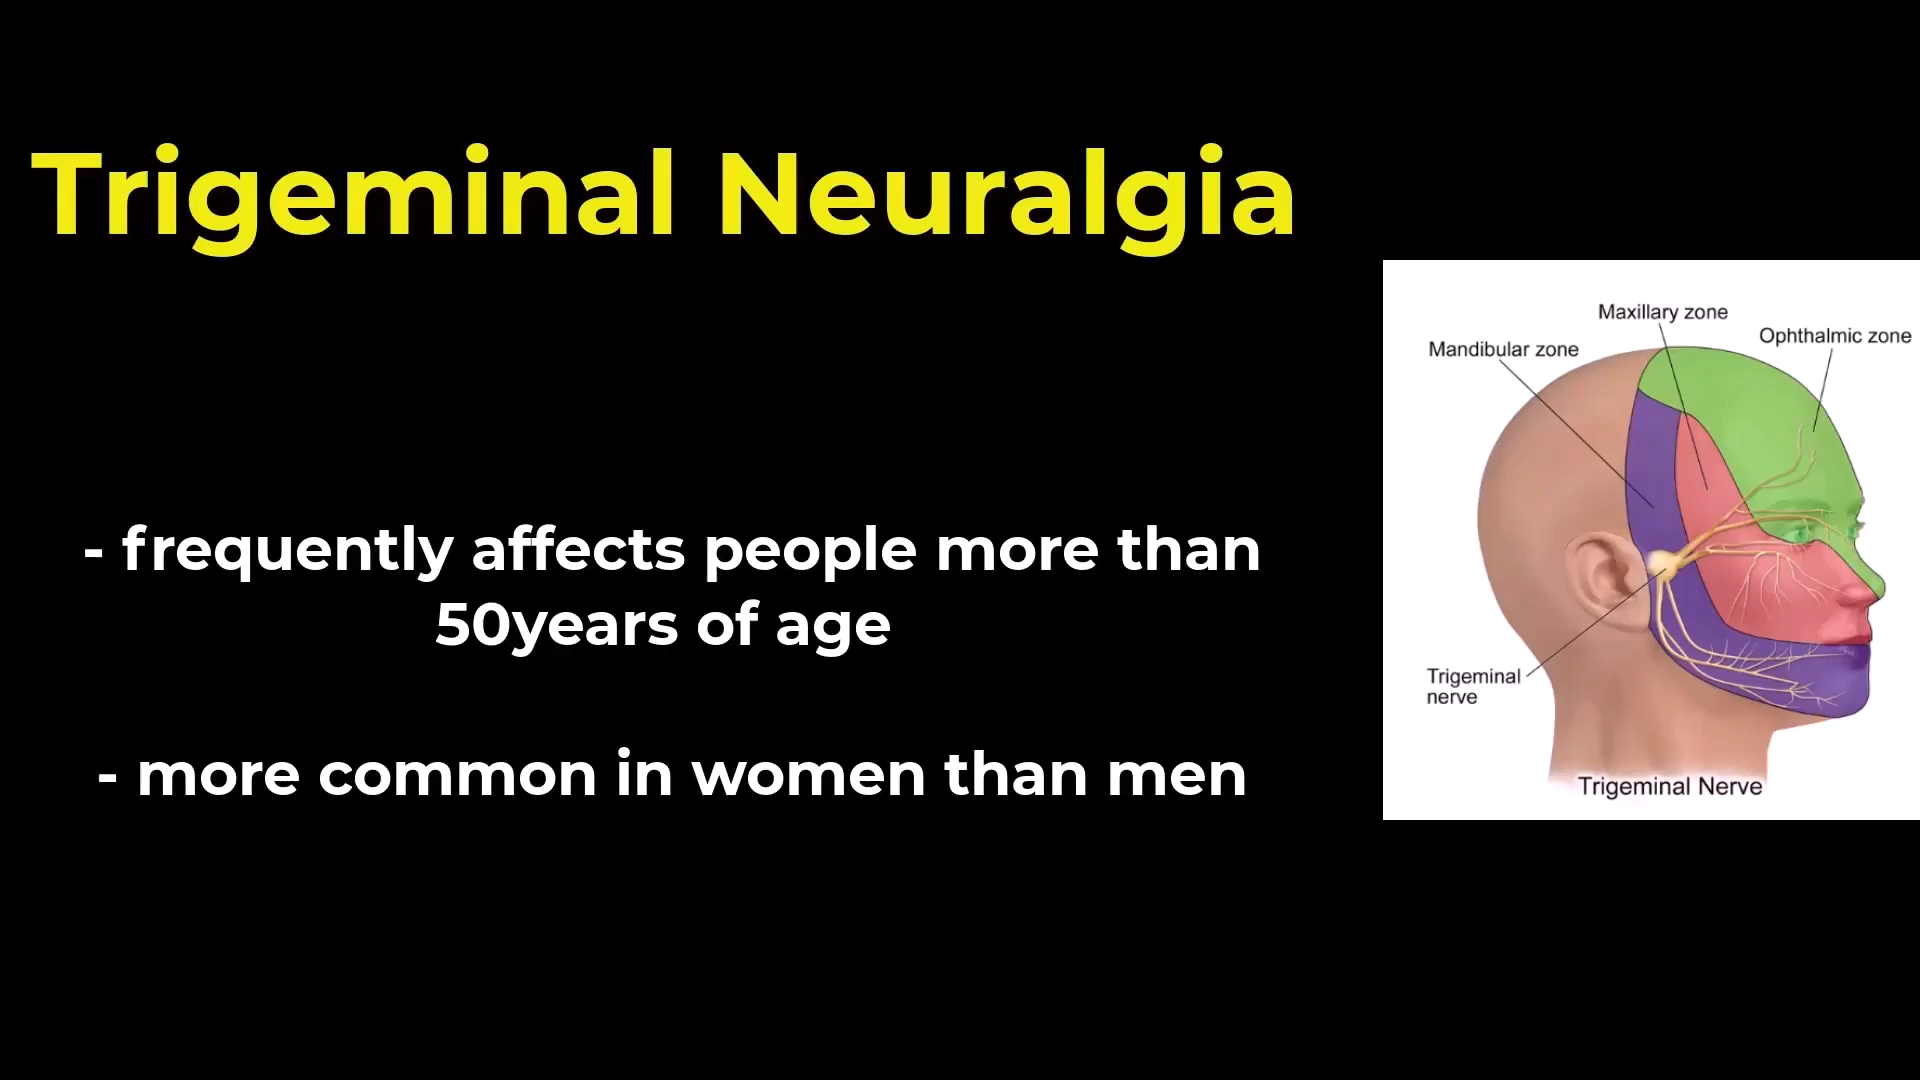 Trigeminal Neuralgia
- frequently affects people more than
50years of age
- more common in women than men
Maxillary zone
Ophthalmic zone
Mandibular zone
Trigeminal
nerve
Trigeminal Nerve